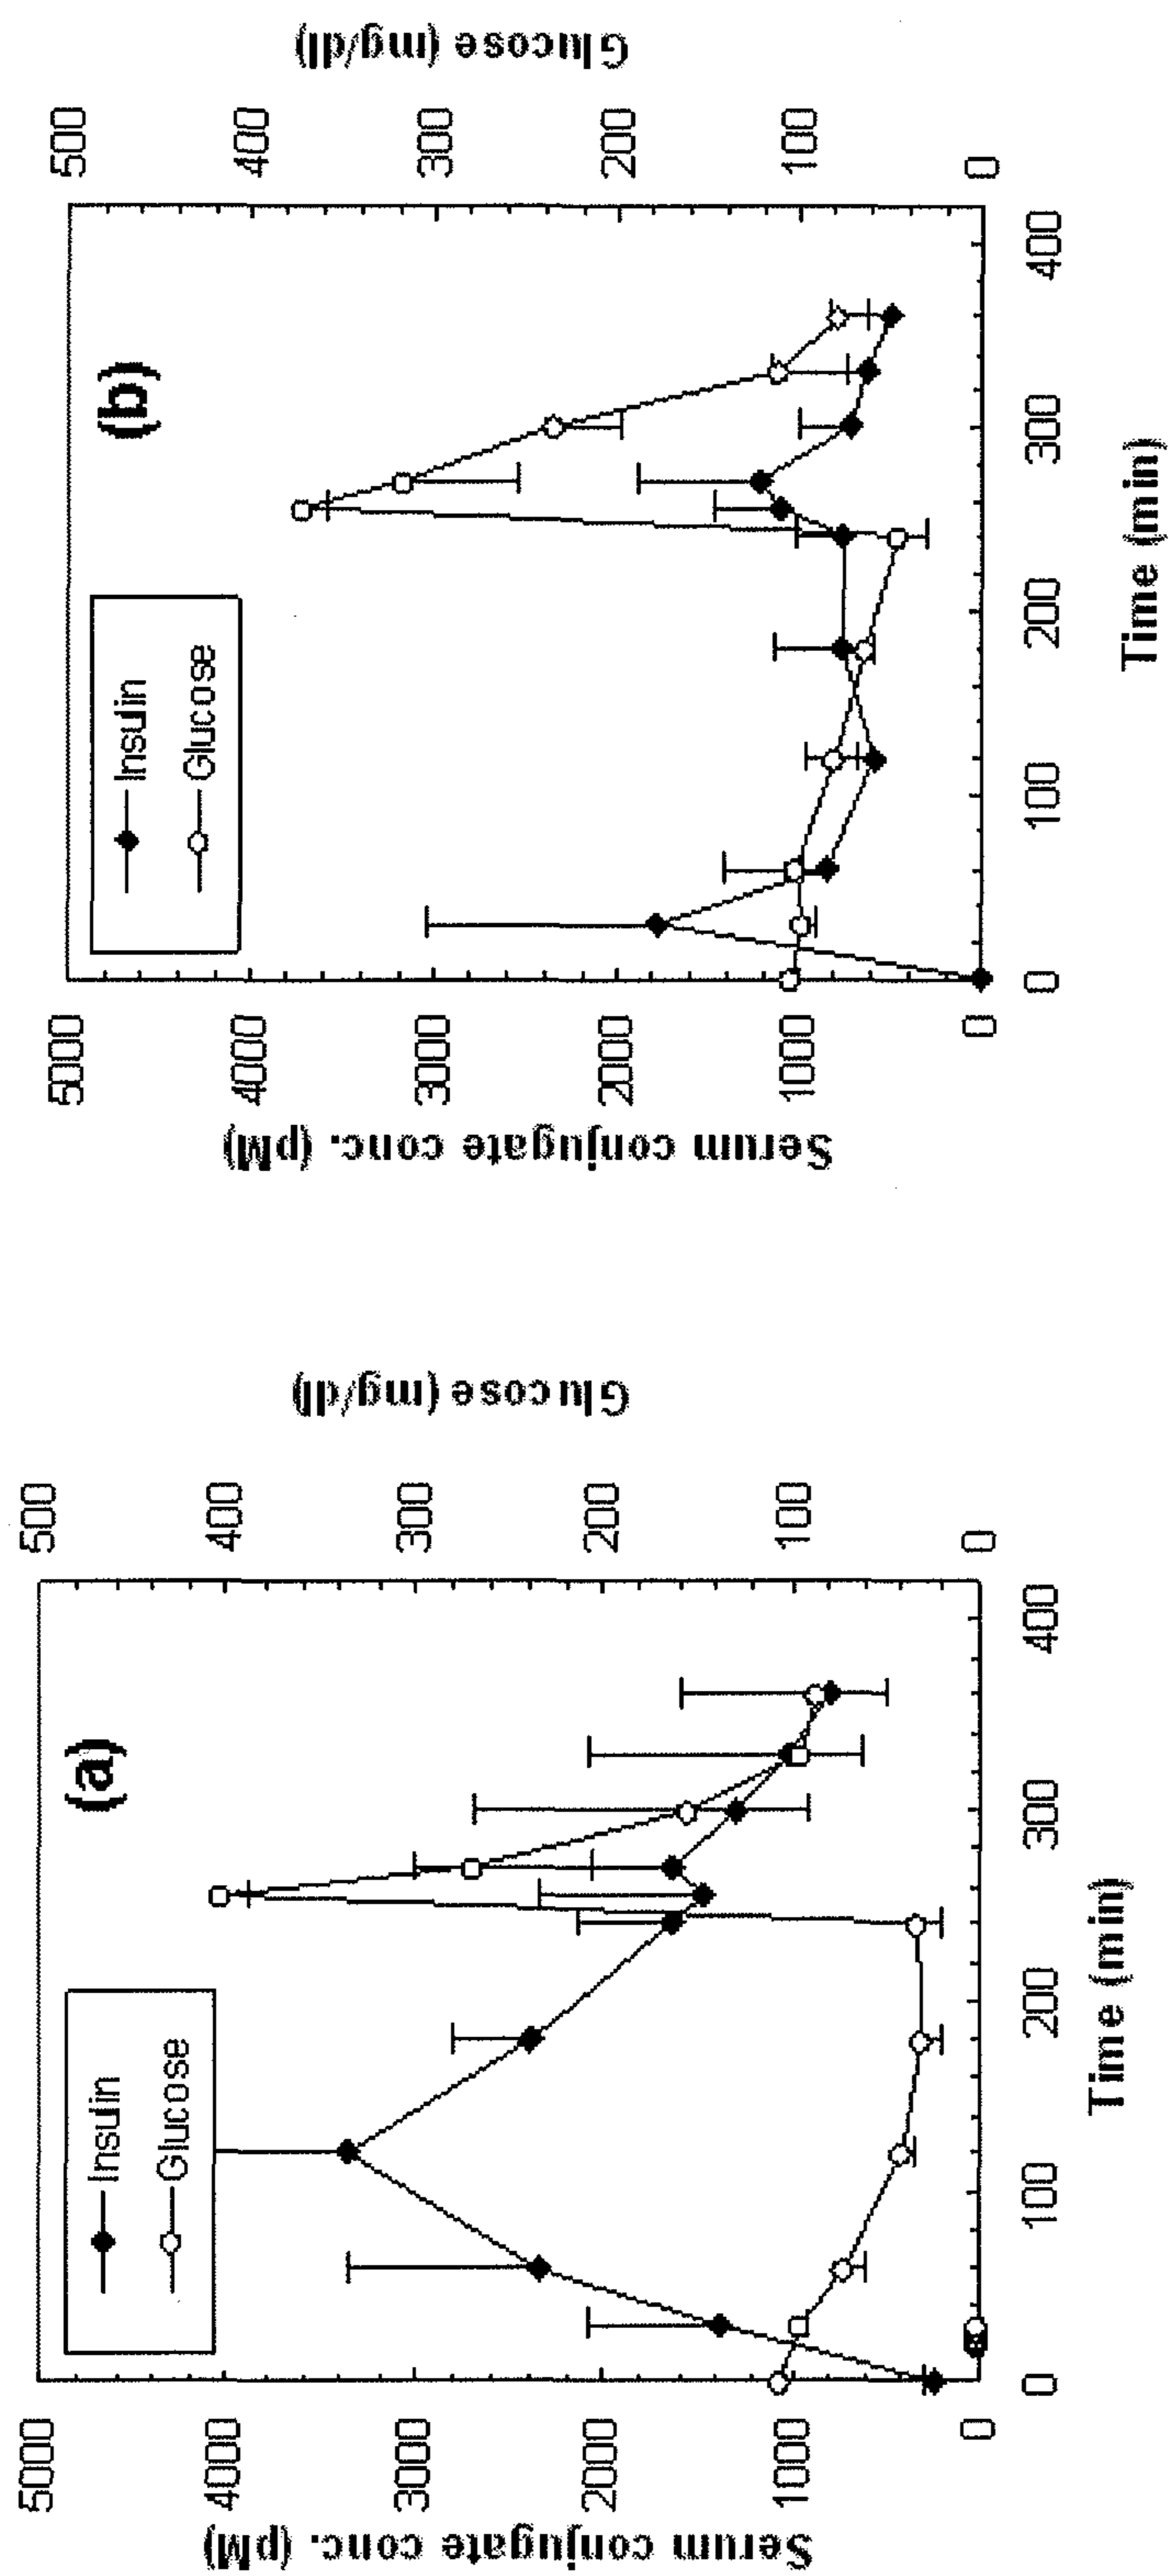 (a)
Insulin
Glucose
Serum conjugate conc. (pM)
5000
4000
3000
2000
1000
0
Glucose (mg/dl)
500
400
300
200
100
0
0 100 200 300 400
Time (min)
(b)
Insulin
Glucose
Serum conjugate conc. (pM)
5000
4000
3000
2000
1000
0
Glucose (mg/dl)
500
400
300
200
100
0
0 100 200 300 400
Time (min)